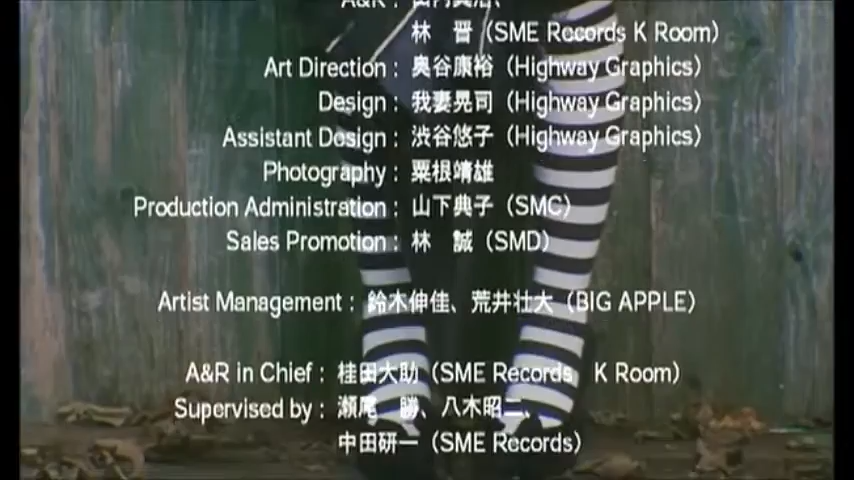 A&R : 田内真治、
林　晋（SME Records K Room）
Art Direction : 奥谷康裕（Highway Graphics）
Design : 我妻晃司（Highway Graphics）
Assistant Design : 渋谷悠子（Highway Graphics）
Photography : 粟根靖雄
Production Administration : 山下典子（SMC）
Sales Promotion : 林　誠（SMD）
Artist Management : 鈴木伸佳、荒井壮大（BIG APPLE）
A&R in Chief : 桂田大助（SME Records　K Room）
Supervised by : 瀬尾　勝、八木昭二、
中田研一（SME Records）